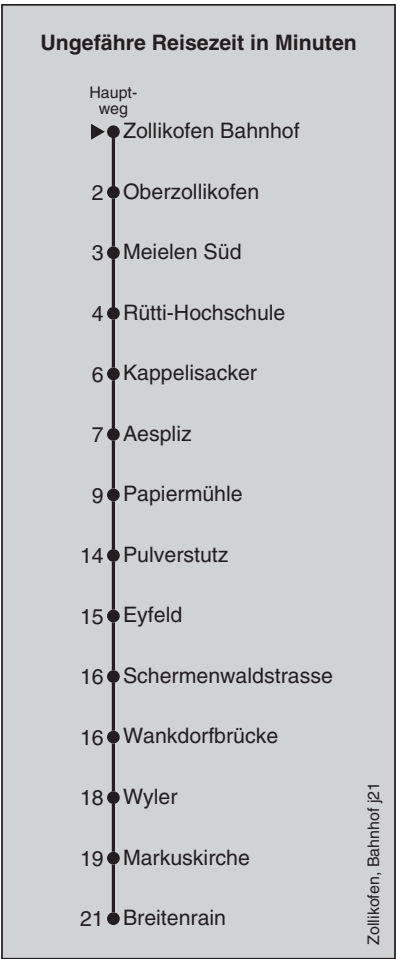 Ungefähre Reisezeit in Minuten
Haupt-
weg
Zollikofen Bahnhof
2 Oberzollikofen
3 Meielen Süd
4 Rütti-Hochschule
6 Kappelisacker
7 Aespliz
9 Papiermühle
14 Pulverstutz
15 Eyfeld
16 Schermenwaldstrasse
16 Wankdorfbrücke
18 Wyler
19 Markuskirche
21 Breitenrain
Zollikofen, Bahnhof j21